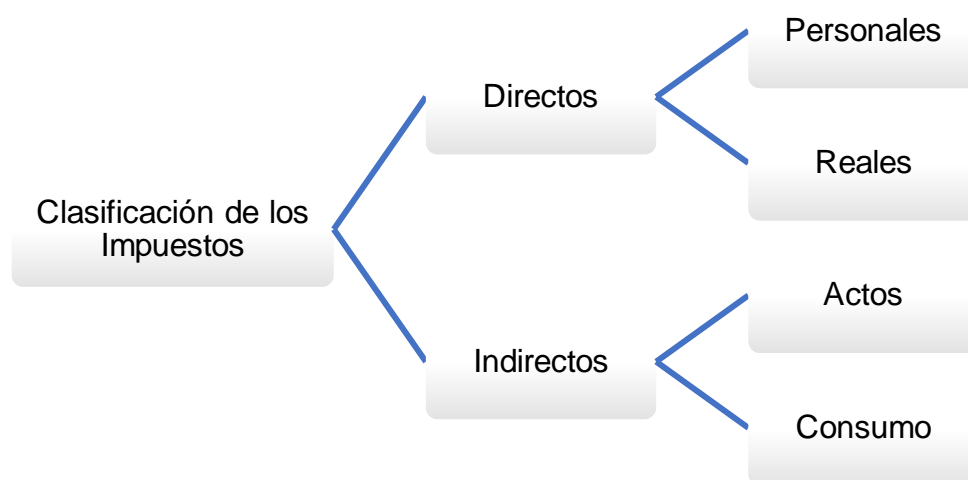 Personales
Directos
Reales
Clasificación de los
Impuestos
Actos
Indirectos
Consumo